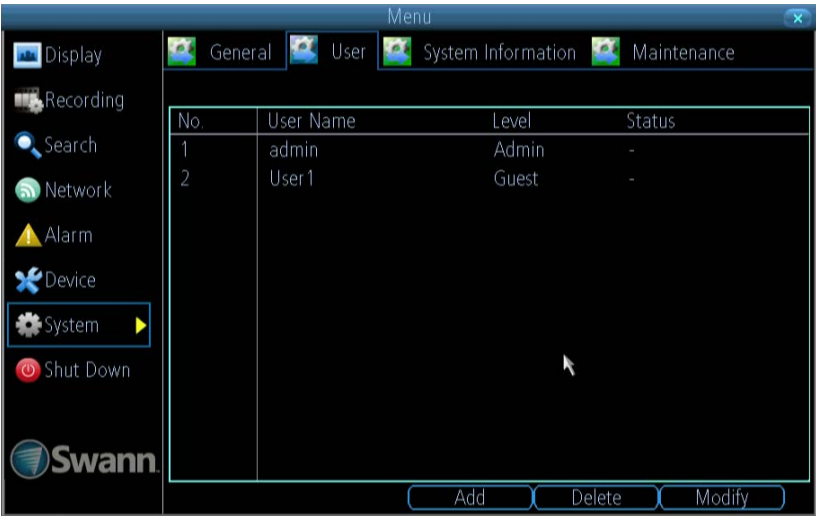 Menu
Display
Recording
Search
Network
Alarm
Device
System
Shut Down
Swann
General User System Information Maintenance
No. User Name Level Status
1 admin Admin -
2 User1 Guest -
Add Delete Modify